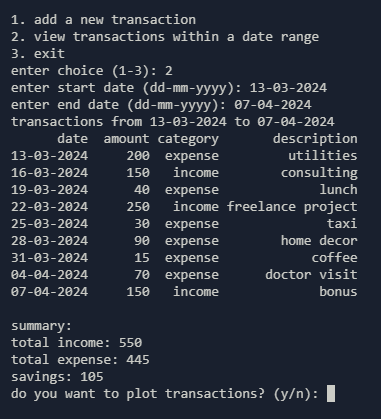 1. add a new transaction
2. view transactions within a date range
3. exit
enter choice (1-3): 2
enter start date (dd-mm-yyyy): 13-03-2024
enter end date (dd-mm-yyyy): 07-04-2024
transactions from 13-03-2024 to 07-04-2024
date amount category description
13-03-2024 200 expense utilities
16-03-2024 150 income consulting
19-03-2024 40 expense lunch
22-03-2024 250 income freelance project
25-03-2024 30 expense taxi
28-03-2024 90 expense home decor
31-03-2024 15 expense coffee
04-04-2024 70 expense doctor visit
07-04-2024 150 income bonus
summary:
total income: 550
total expense: 445
savings: 105
do you want to plot transactions? (y/n):